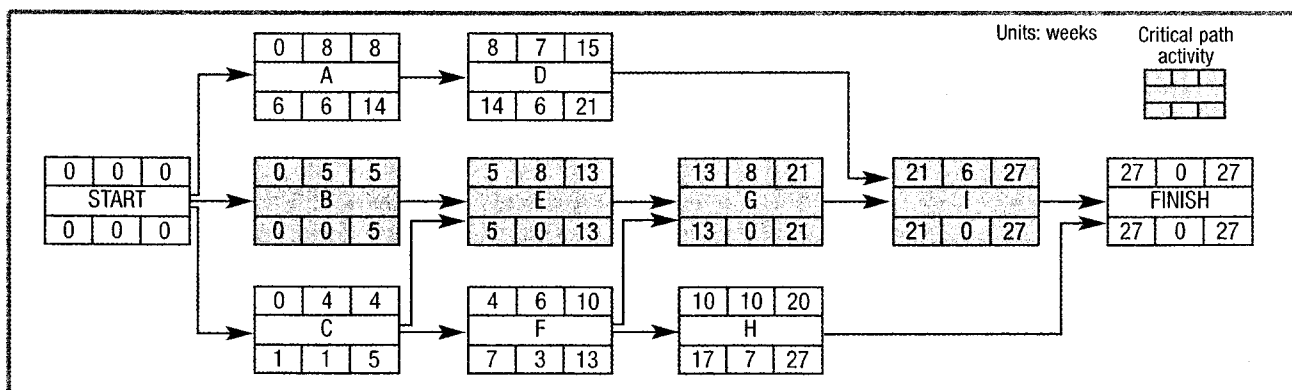 Units: weeks
Critical path
activity
0 8 8
A
6 6 14
8 7 15
D
14 6 21
0 0 0
START
0 0 0
0 5 5
B
0 0 5
5 8 13
E
5 0 13
13 8 21
G
13 0 21
21 6 27
I
21 0 27
27 0 27
FINISH
27 0 27
0 4 4
C
1 1 5
4 6 10
F
7 3 13
10 10 20
H
17 7 27